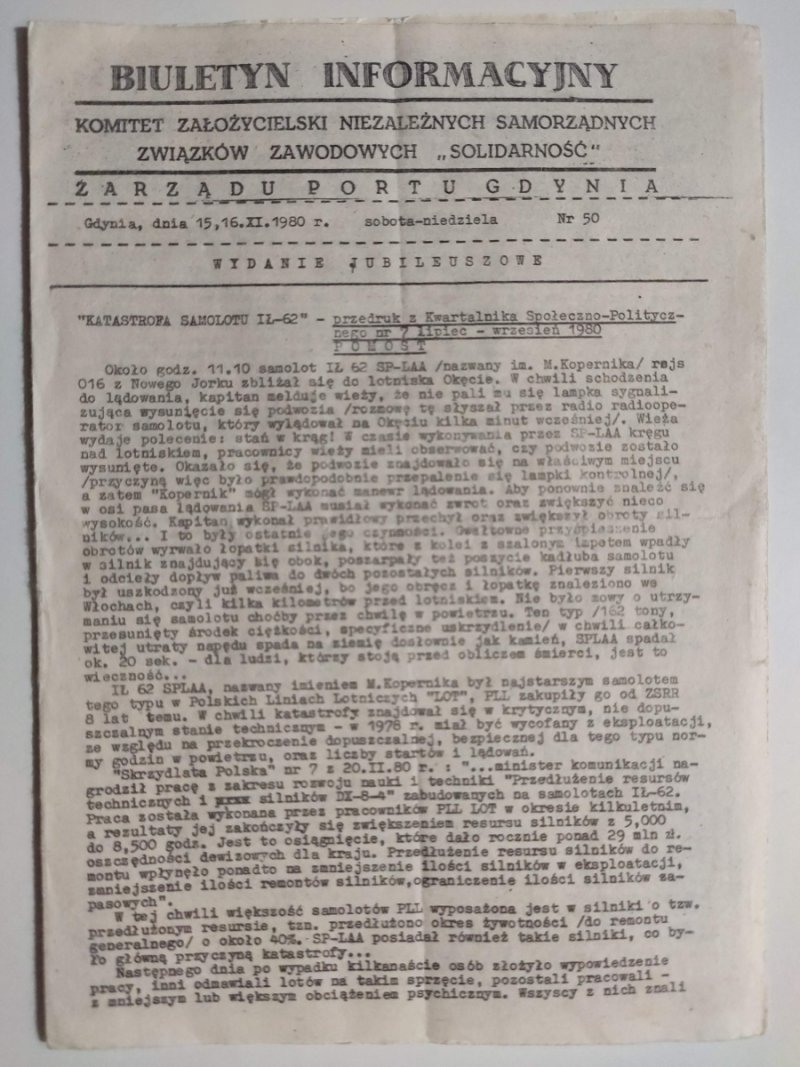 BIULETYN INFORMACYJNY
KOMITET ZAŁOŻYCIELSKI NIEZALEŻNYCH SAMORZĄDNYCH
ZWIĄZKÓW ZAWODOWYCH „SOLIDARNOŚĆ"
ZARZĄDU PORTU GDYNIA
Gdynia, dnia 15,16.XI.1980 r. sobota-niedziela Nr 50
WYDANIE JUBILEUSZOWE
"KATASTROFA SAMOLOTU IŁ-62" - przedruk z Kwartalnika Społeczno-Politycz-
nego nr 7 lipiec - wrzesień 1980
POMOST
Około godz. 11.10 samolot IŁ 62 SP-LAA /nazwany im. M.Kopernika/ rejs
016 z Nowego Jorku zbliżał się do lotniska Okęcie. W chwili schodzenia
do lądowania, kapitan melduje wieży, że nie pali mu się lampka sygnali-
zująca wysunięcie się podwozia /rozmowę tę słyszał przez radio radioope-
rator samolotu, który wylądował na Okęciu kilka minut wcześniej/. Wieża
wydaje polecenie: stań w krąg! W czasie wykonywania przez SP-LAA kręgu
nad lotniskiem, pracownicy wieży mieli obserwować, czy podwozie zostało
wysunięte. Okazało się, że podwozie znajdowało się na właściwym miejscu
/przyczyną więc było prawdopodobnie przepalenie się lampki kontrolnej/,
a zatem "Kopernik" mógł wykonać manewr lądowania. Aby ponownie znaleźć się
w osi pasa lądowania SP-LAA musiał wykonać zwrot oraz zwiększyć nieco
wysokość. Kapitan wykonał prawidłowy przechył oraz zwiększył obroty sil-
ników... I to były ostatnie jego czynności. Gwałtowne przyśpieszenie
obrotów wyrwało łopatki silnika, które z kolei z szalonym impetem wpadły
w silnik znajdujący się obok, poszarpały też poszycie kadłuba samolotu
i odcięły dopływ paliwa do dwóch pozostałych silników. Pierwszy silnik
był uszkodzony już wcześniej, bo jego obręcz i łopatkę znaleziono we
Włochach, czyli kilka kilometrów przed lotniskiem. Nie było mowy o utrzy-
maniu się samolotu choćby przez chwilę w powietrzu. Ten typ /162 tony,
przesunięty środek ciężkości, specyficzne uskrzydlenie/ w chwili całko-
witej utraty napędu spada na ziemię dosłownie jak kamień, SPLAA spadał
ok. 20 sek. - dla ludzi, którzy stoją przed obliczem śmierci, jest to
wieczność...
IŁ 62 SPLAA, nazwany imieniem M.Kopernika był najstarszym samolotem
tego typu w Polskich Liniach Lotniczych "LOT", PLL zakupiły go od ZSRR
8 lat temu. W chwili katastrofy znajdował się w krytycznym, nie dopu-
szczalnym stanie technicznym - w 1978 r. miał być wycofany z eksploatacji,
ze względu na przekroczenie dopuszczalnej, bezpiecznej dla tego typu nor-
my godzin w powietrzu, oraz liczby startów i lądowań.
"Skrzydlata Polska" nr 7 z 20.II.80 r. : "...minister komunikacji na-
grodził pracę z zakresu rozwoju nauki i techniki "Przedłużenie resursów
technicznych i silników DI-8-4" zabudowanych na samolotach IŁ-62.
Praca została wykonana przez pracowników PLL LOT w okresie kilkuletnim,
a rezultaty jej zakończyły się zwiększeniem resursu silników z 5,000
do 8,500 godz. Jest to osiągnięcie, które dało rocznie ponad 29 mln zł.
oszczędności dewizowych dla kraju. Przedłużenie resursu silników do re-
montu wpłynęło ponadto na zmniejszenie ilości silników w eksploatacji,
zmniejszenie ilości remontów silników,ograniczenie ilości silników za-
pasowych".
W tej chwili większość samolotów PLL wyposażona jest w silniki o tzw.
przedłużonym resursie, tzn. przedłużono okres żywotności /do remontu
generalnego/ o około 40%. SP-LAA posiadał również takie silniki, co by-
ło główną przyczyną katastrofy...
Następnego dnia po wypadku kilkanaście osób złożyło wypowiedzenie
pracy, inni odmawiali lotów na takim sprzęcie, pozostali pracowali -
z mniejszym lub większym obciążeniem psychicznym. Wszyscy z nich znali